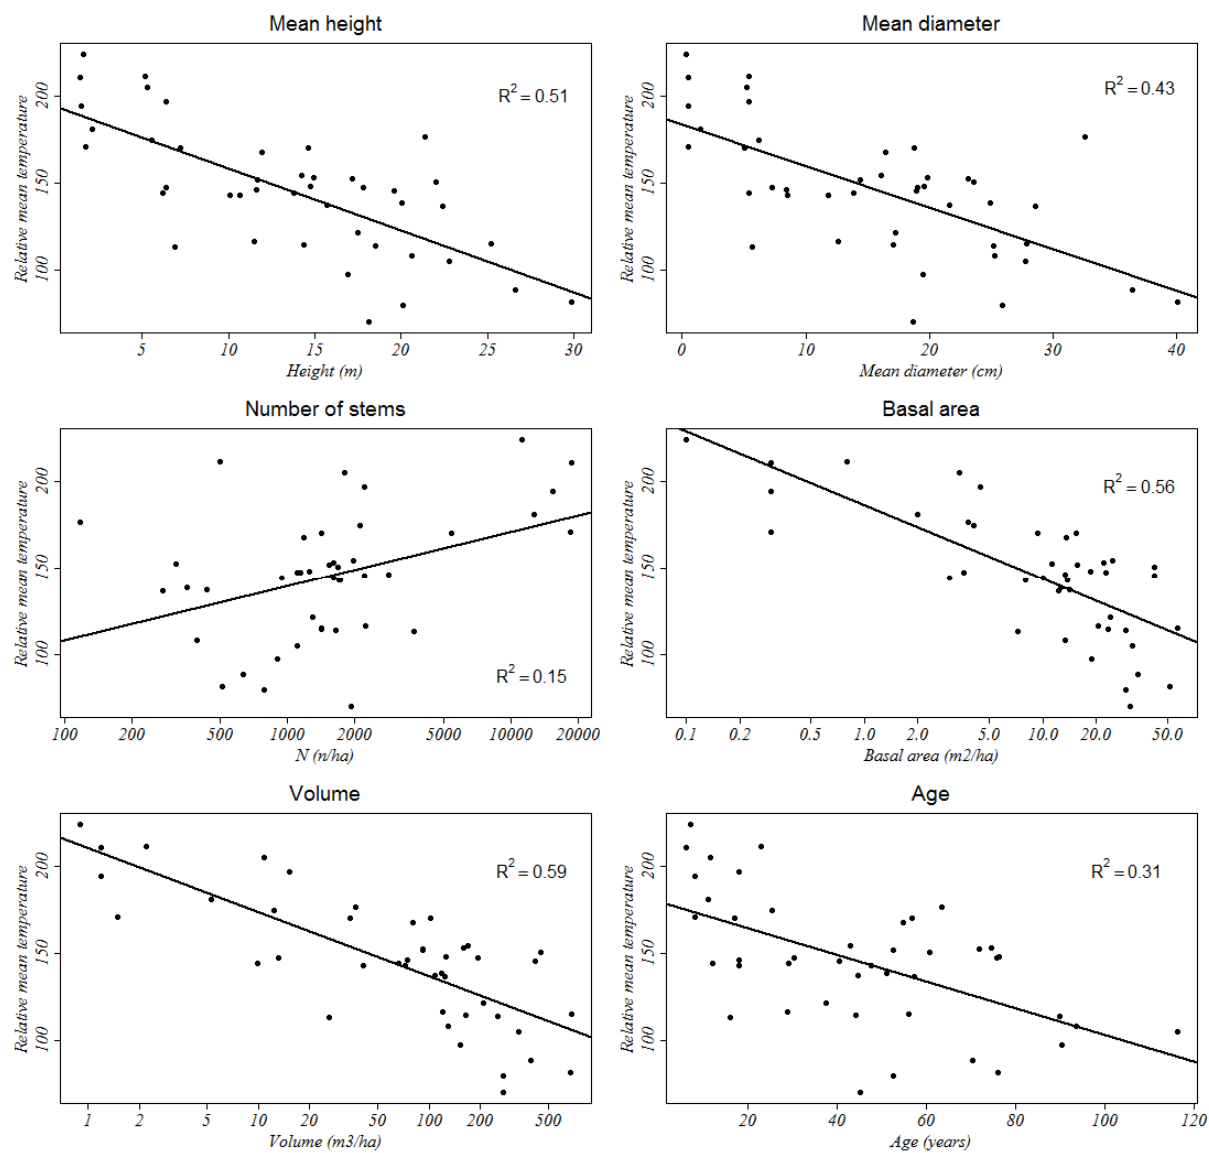 Mean height
Relative mean temperature
200
150
100
R2 = 0.51
5 10 15 20 25 30
Height (m)
Mean diameter
Relative mean temperature
200
150
100
R2 = 0.43
0 10 20 30 40
Mean diameter (cm)
Number of stems
Relative mean temperature
200
150
100
R2 = 0.15
100 200 500 1000 2000 5000 10000 20000
N (n/ha)
Basal area
Relative mean temperature
200
150
100
R2 = 0.56
0.1 0.2 0.5 1.0 2.0 5.0 10.0 20.0 50.0
Basal area (m2/ha)
Volume
Relative mean temperature
200
150
100
R2 = 0.59
1 2 5 10 20 50 100 200 500
Volume (m3/ha)
Age
Relative mean temperature
200
150
100
R2 = 0.31
20 40 60 80 100 120
Age (years)